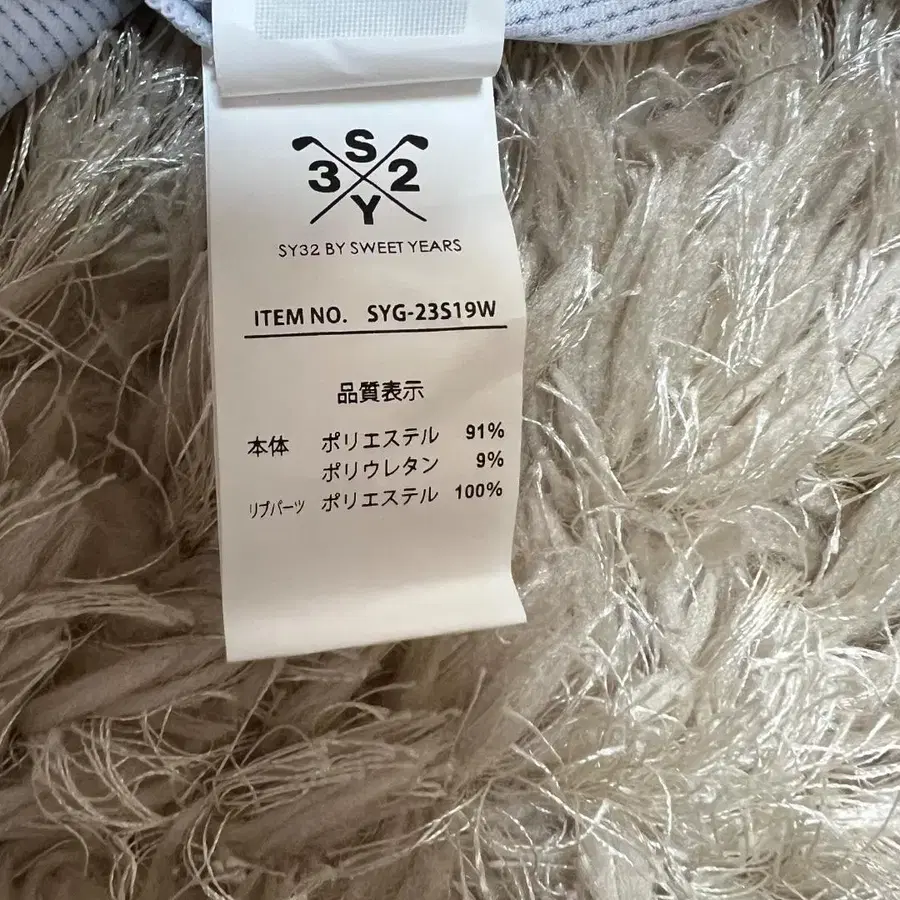 S
3 2
Y
SY32 BY SWEET YEARS
ITEM NO. SYG-23S19W
品質表示
本体 ポリエステル 91%
ポリウレタン 9%
リブパーツ ポリエステル 100%